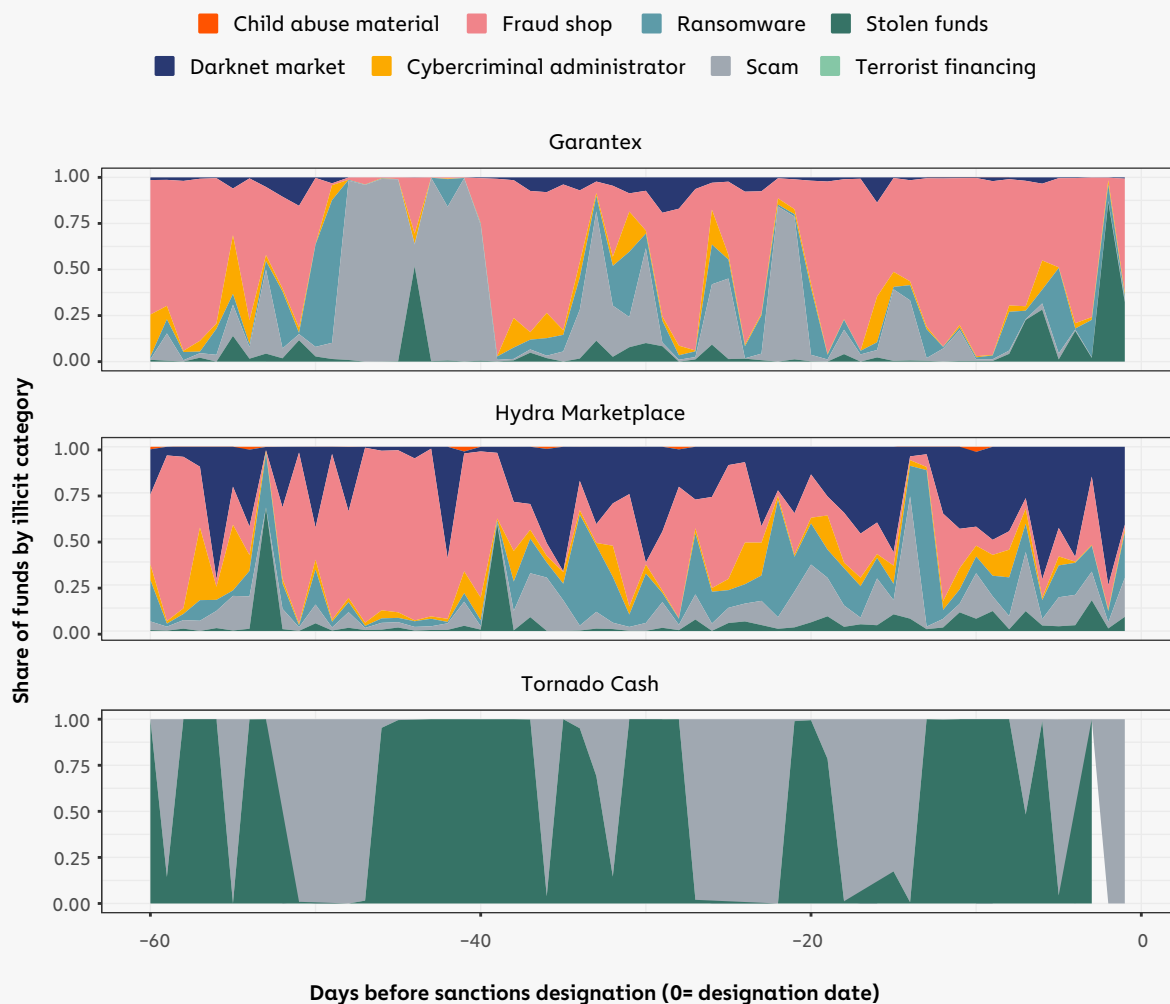 Child abuse material Fraud shop Ransomware Stolen funds
Darknet market Cybercriminal administrator Scam Terrorist financing
Garantex
1.00
0.75
0.50
0.25
0.00
Hydra Marketplace
1.00
0.75
0.50
0.25
0.00
Share of funds by illicit category
Tornado Cash
1.00
0.75
0.50
0.25
0.00
−60 −40 −20 0
Days before sanctions designation (0= designation date)